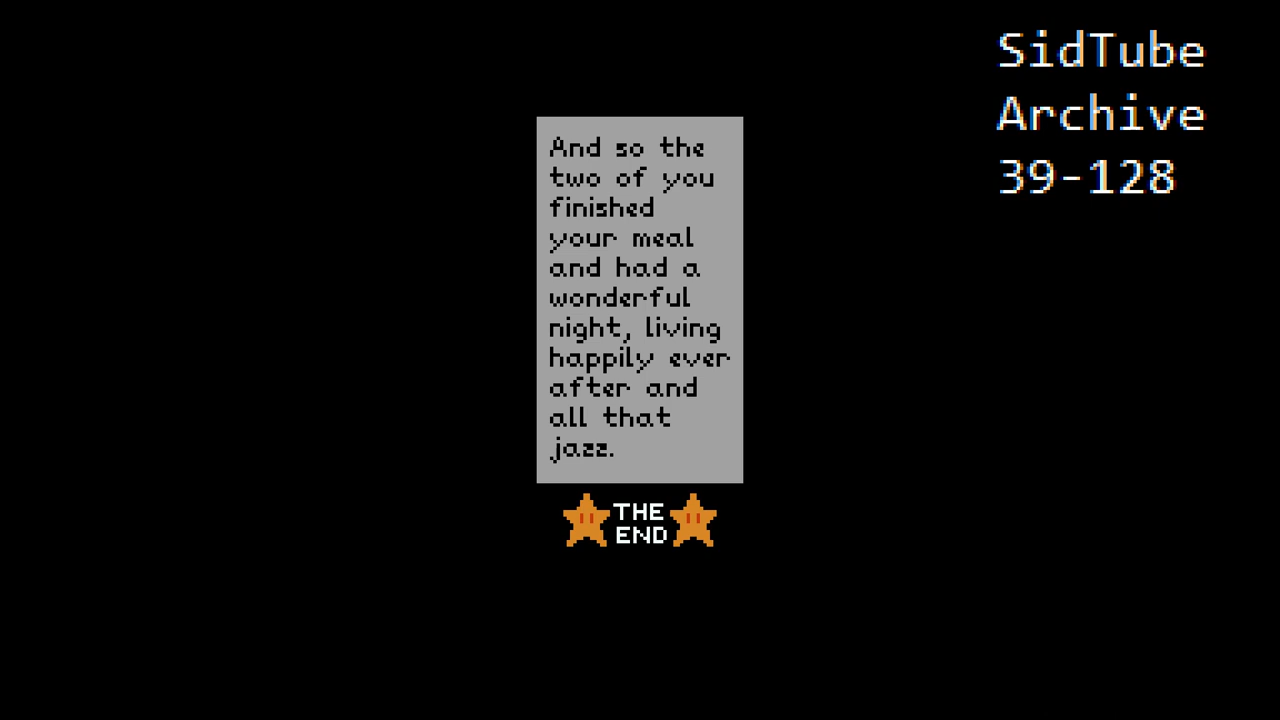 SidTube
Archive
39-128
And so the
two of you
finished
your meal
and had a
wonderful
night, living
happily ever
after and
all that
jazz.
THE
END